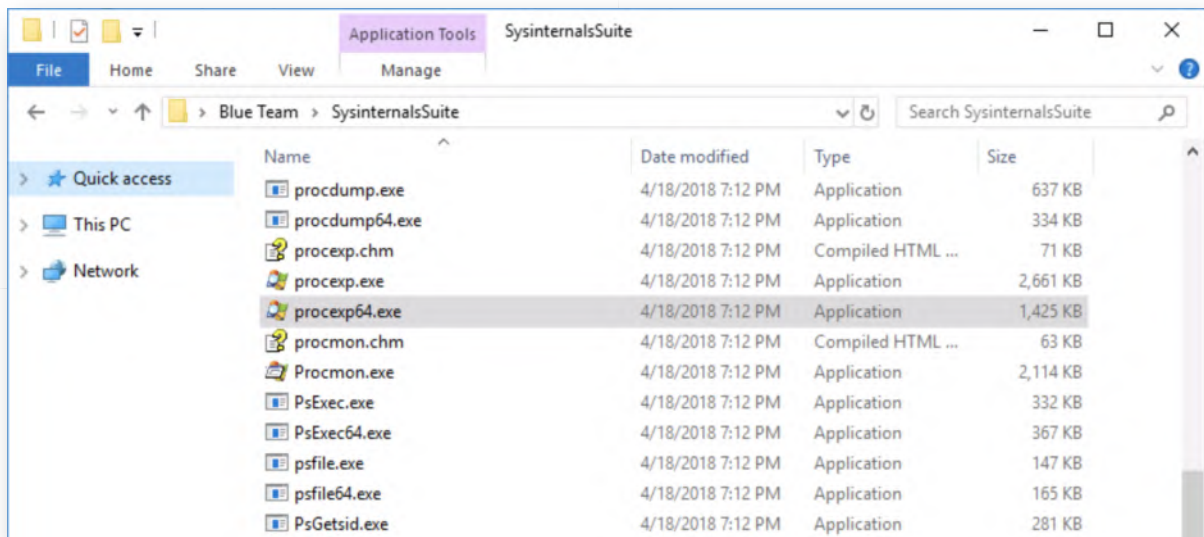 Application Tools SysinternalsSuite
File Home Share View Manage
Blue Team > SysinternalsSuite Search SysinternalsSuite
Name Date modified Type Size
Quick access
This PC
Network
procdump.exe 4/18/2018 7:12 PM Application 637 KB
procdump64.exe 4/18/2018 7:12 PM Application 334 KB
procexp.chm 4/18/2018 7:12 PM Compiled HTML ... 71 KB
procexp.exe 4/18/2018 7:12 PM Application 2,661 KB
procexp64.exe 4/18/2018 7:12 PM Application 1,425 KB
procmon.chm 4/18/2018 7:12 PM Compiled HTML ... 63 KB
Procmon.exe 4/18/2018 7:12 PM Application 2,114 KB
PsExec.exe 4/18/2018 7:12 PM Application 332 KB
PsExec64.exe 4/18/2018 7:12 PM Application 367 KB
psfile.exe 4/18/2018 7:12 PM Application 147 KB
psfile64.exe 4/18/2018 7:12 PM Application 165 KB
PsGetsid.exe 4/18/2018 7:12 PM Application 281 KB